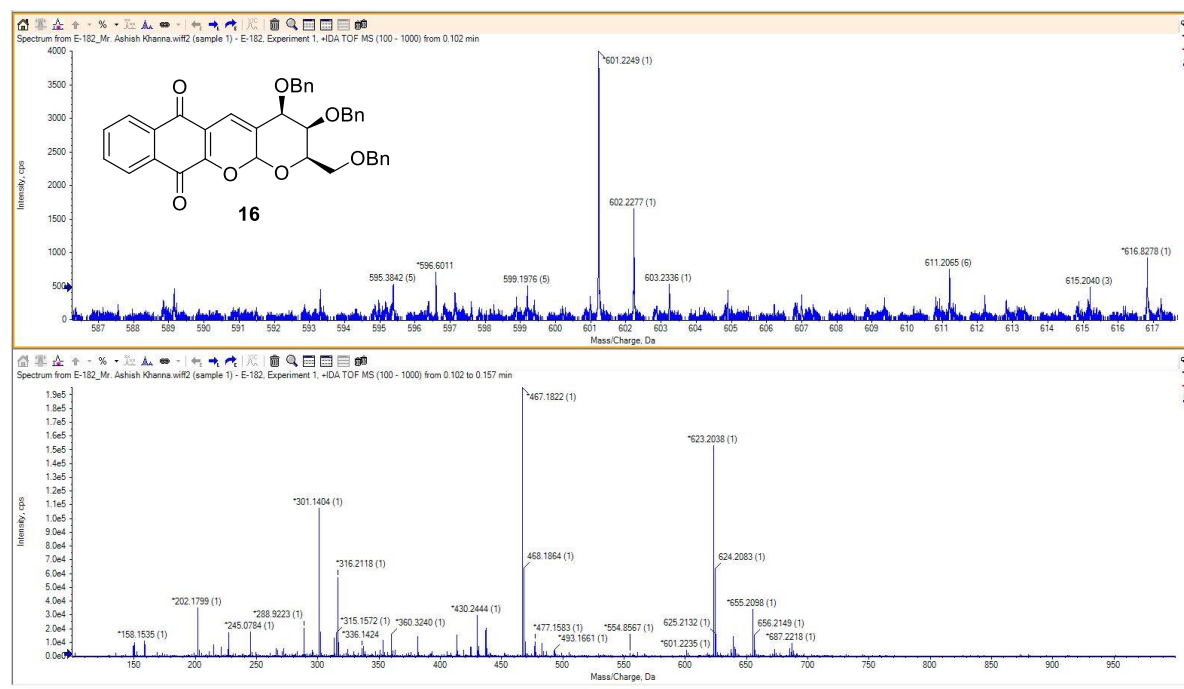 Spectrum from E-182_Mr. Ashish Khanna.wiff2 (sample 1) - E-182, Experiment 1, +IDA TOF MS (100 - 1000) from 0.102 min
Intensity, cps
4000
3500
3000
2500
2000
1500
1000
500
0
O
OBn
OBn
OBn
O
O
O
16
*601.2249 (1)
602.2277 (1)
603.2336 (1)
595.3842 (5)
*596.6011
599.1976 (5)
611.2065 (6)
615.2040 (3)
*616.8278 (1)
587 588 589 590 591 592 593 594 595 596 597 598 599 600 601 602 603 604 605 606 607 608 609 610 611 612 613 614 615 616 617
Mass/Charge, Da
Spectrum from E-182_Mr. Ashish Khanna.wiff2 (sample 1) - E-182, Experiment 1, +IDA TOF MS (100 - 1000) from 0.102 to 0.157 min
Intensity, cps
1.9e5
1.8e5
1.7e5
1.6e5
1.5e5
1.4e5
1.3e5
1.2e5
1.1e5
1.0e5
9.0e4
8.0e4
7.0e4
6.0e4
5.0e4
4.0e4
3.0e4
2.0e4
1.0e4
0.0e0
*467.1822 (1)
*623.2038 (1)
*301.1404 (1)
468.1864 (1)
624.2083 (1)
*316.2118 (1)
*202.1799 (1)
*288.9223 (1)
*315.1572 (1)
*430.2444 (1)
*655.2098 (1)
*158.1535 (1)
*245.0784 (1)
*336.1424
*360.3240 (1)
*477.1583 (1)
*493.1661 (1)
*554.8567 (1)
625.2132 (1)
*601.2235 (1)
656.2149 (1)
*687.2218 (1)
150 200 250 300 350 400 450 500 550 600 650 700 750 800 850 900 950
Mass/Charge, Da